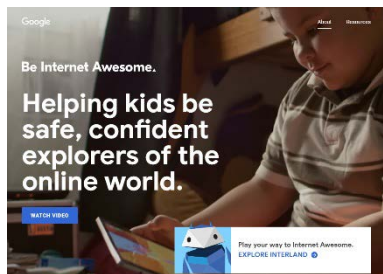 Google
About
Resources
Be Internet Awesome.
Helping kids be
safe, confident
explorers of the
online world.
WATCH VIDEO
Play your way to Internet Awesome.
EXPLORE INTERLAND